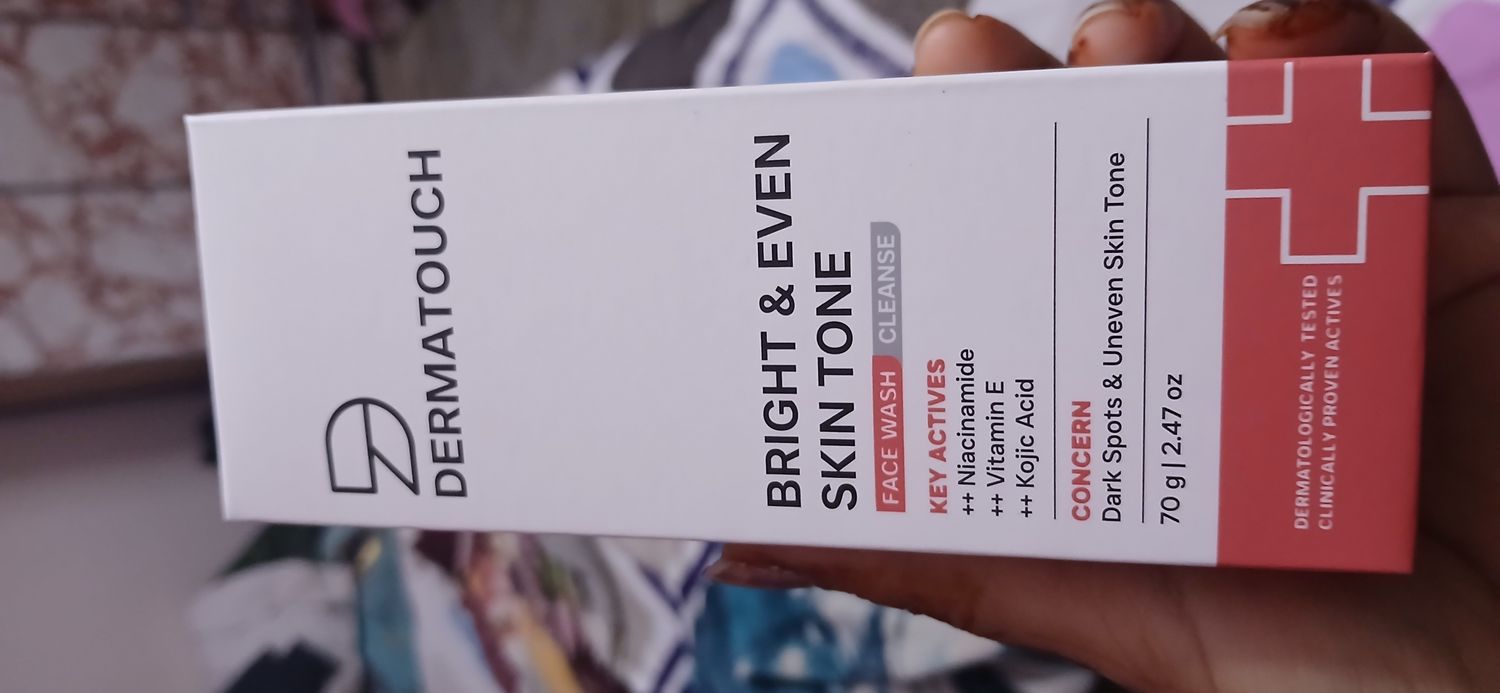 DERMATOUCH
BRIGHT & EVEN
SKIN TONE
FACE WASH CLEANSE
KEY ACTIVES
++ Niacinamide
++ Vitamin E
++ Kojic Acid
CONCERN
Dark Spots & Uneven Skin Tone
70 g | 2.47 oz
DERMATOLOGICALLY TESTED
CLINICALLY PROVEN ACTIVES